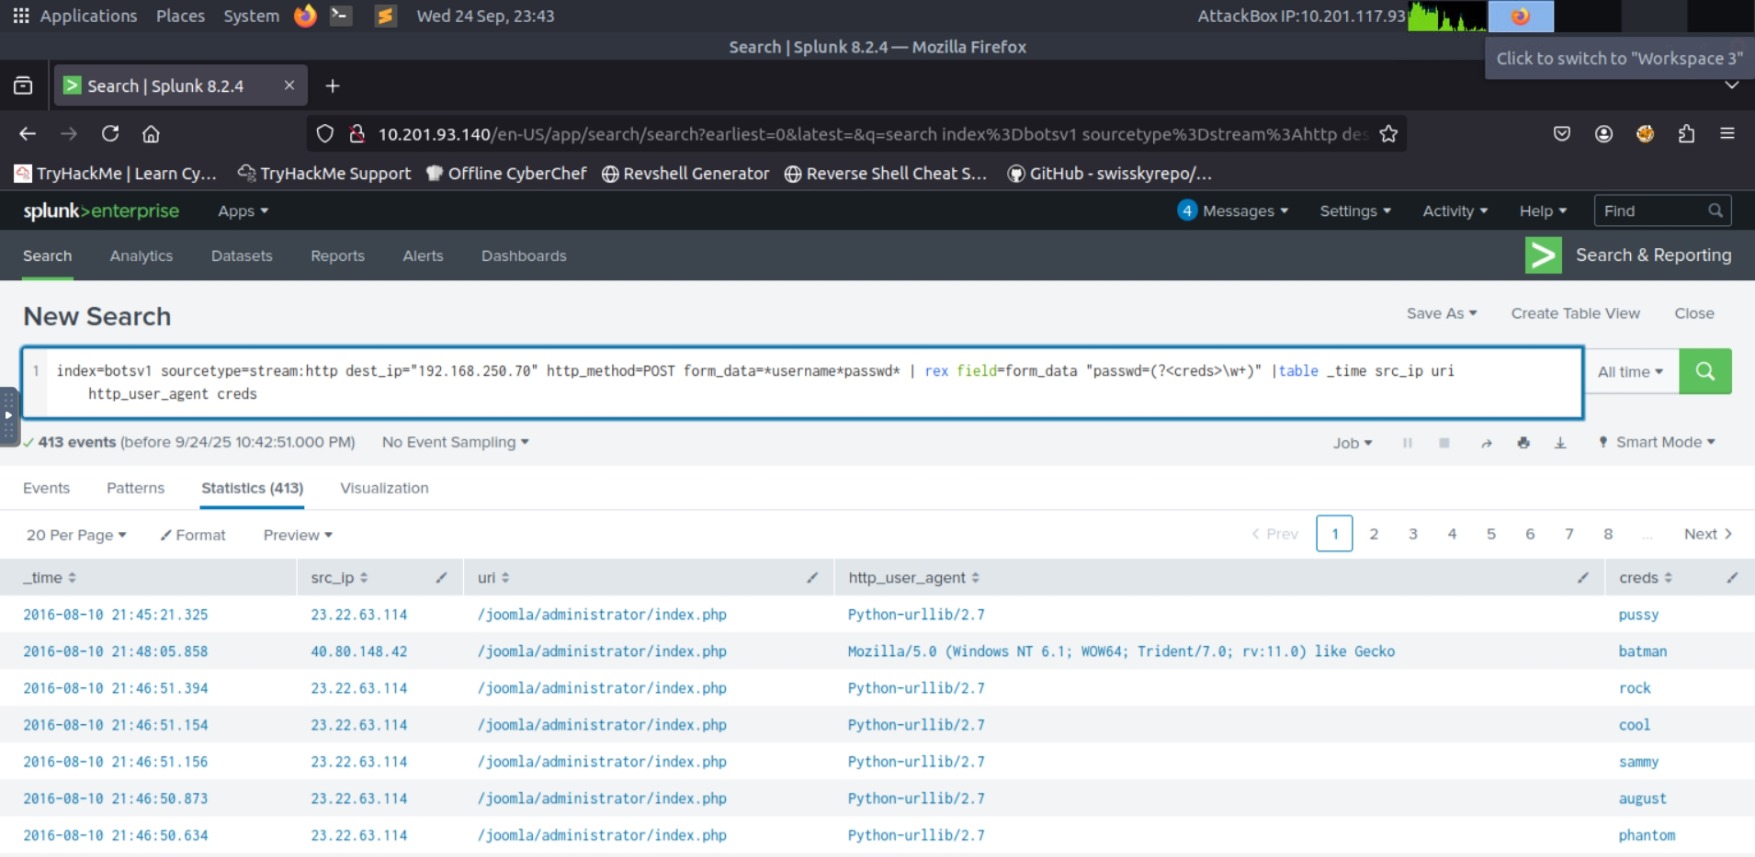 Applications Places System Wed 24 Sep, 23:43 AttackBox IP:10.201.117.93
Search | Splunk 8.2.4 — Mozilla Firefox
Click to switch to "Workspace 3"
Search | Splunk 8.2.4
10.201.93.140/en-US/app/search/search?earliest=0&latest=&q=search index%3Dbotsv1 sourcetype%3Dstream%3Ahttp des
TryHackMe | Learn Cy... TryHackMe Support Offline CyberChef Revshell Generator Reverse Shell Cheat S... GitHub - swisskyrepo/...
splunk>enterprise Apps 4 Messages Settings Activity Help Find
Search Analytics Datasets Reports Alerts Dashboards Search & Reporting
New Search Save As Create Table View Close
1 index=botsv1 sourcetype=stream:http dest_ip="192.168.250.70" http_method=POST form_data=*username*passwd* | rex field=form_data "passwd=(?<creds>\w+)" |table _time src_ip uri
http_user_agent creds
All time
413 events (before 9/24/25 10:42:51.000 PM) No Event Sampling Job Smart Mode
Events Patterns Statistics (413) Visualization
20 Per Page Format Preview Prev 1 2 3 4 5 6 7 8 ... Next
_time src_ip uri http_user_agent creds
2016-08-10 21:45:21.325 23.22.63.114 /joomla/administrator/index.php Python-urllib/2.7 pussy
2016-08-10 21:48:05.858 40.80.148.42 /joomla/administrator/index.php Mozilla/5.0 (Windows NT 6.1; WOW64; Trident/7.0; rv:11.0) like Gecko batman
2016-08-10 21:46:51.394 23.22.63.114 /joomla/administrator/index.php Python-urllib/2.7 rock
2016-08-10 21:46:51.154 23.22.63.114 /joomla/administrator/index.php Python-urllib/2.7 cool
2016-08-10 21:46:51.156 23.22.63.114 /joomla/administrator/index.php Python-urllib/2.7 sammy
2016-08-10 21:46:50.873 23.22.63.114 /joomla/administrator/index.php Python-urllib/2.7 august
2016-08-10 21:46:50.634 23.22.63.114 /joomla/administrator/index.php Python-urllib/2.7 phantom